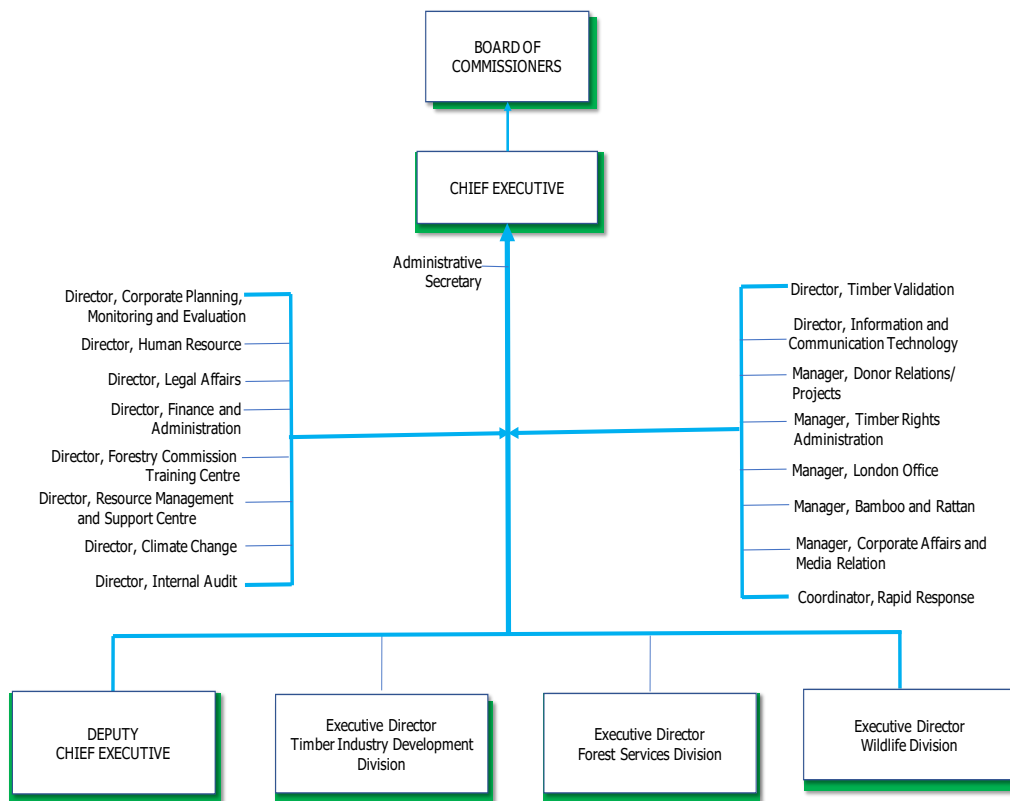 BOARD OF
COMMISSIONERS
CHIEF EXECUTIVE
Administrative
Secretary
Director, Corporate Planning,
Monitoring and Evaluation
Director, Human Resource
Director, Legal Affairs
Director, Finance and
Administration
Director, Forestry Commission
Training Centre
Director, Resource Management
and Support Centre
Director, Climate Change
Director, Internal Audit
Director, Timber Validation
Director, Information and
Communication Technology
Manager, Donor Relations/
Projects
Manager, Timber Rights
Administration
Manager, London Office
Manager, Bamboo and Rattan
Manager, Corporate Affairs and
Media Relation
Coordinator, Rapid Response
DEPUTY
CHIEF EXECUTIVE
Executive Director
Timber Industry Development
Division
Executive Director
Forest Services Division
Executive Director
Wildlife Division